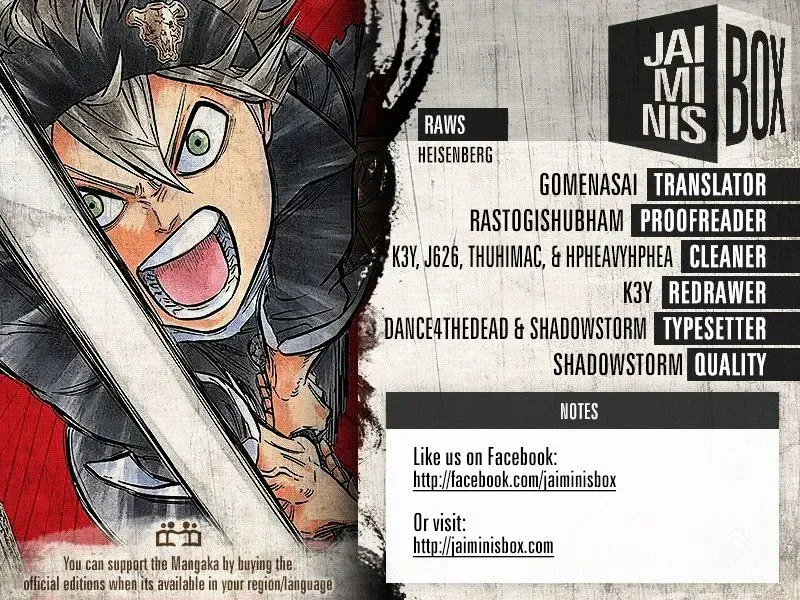 JAI
MI
NIS
BOX
RAWS
HEISENBERG
GOMENASAI TRANSLATOR
RASTOGISHUBHAM PROOFREADER
K3Y, J626, THUHIMAC, & HPHEAVYHPHEA CLEANER
K3Y REDRAWER
DANCE4THEDEAD & SHADOWSTORM TYPESETTER
SHADOWSTORM QUALITY
NOTES
Like us on Facebook:
http://facebook.com/jaiminisbox
Or visit:
http://jaiminisbox.com
You can support the Mangaka by buying the
official editions when its available in your region/language